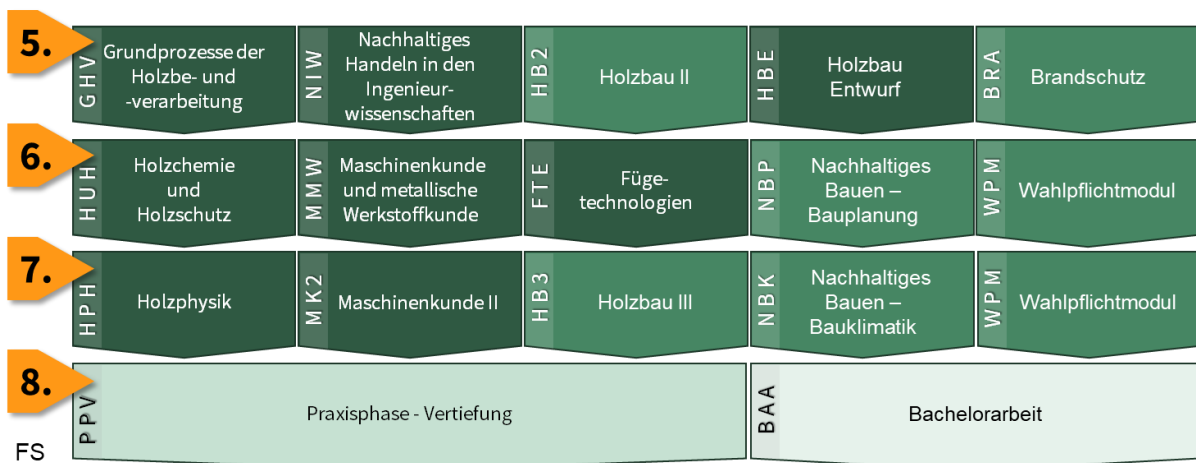 5.
GHV
Grundprozesse der
Holzbe- und
-verarbeitung
NIW
Nachhaltiges
Handeln in den
Ingenieur-
wissenschaften
HB2
Holzbau II
HBE
Holzbau
Entwurf
BRA
Brandschutz
6.
HUH
Holzchemie
und
Holzschutz
MMW
Maschinenkunde
und metallische
Werkstoffkunde
FTE
Füge-
technologien
NBP
Nachhaltiges
Bauen –
Bauplanung
WPM
Wahlpflichtmodul
7.
HPH
Holzphysik
MK2
Maschinenkunde II
HB3
Holzbau III
NBK
Nachhaltiges
Bauen –
Bauklimatik
WPM
Wahlpflichtmodul
8.
PPV
Praxisphase - Vertiefung
BAA
Bachelorarbeit
FS